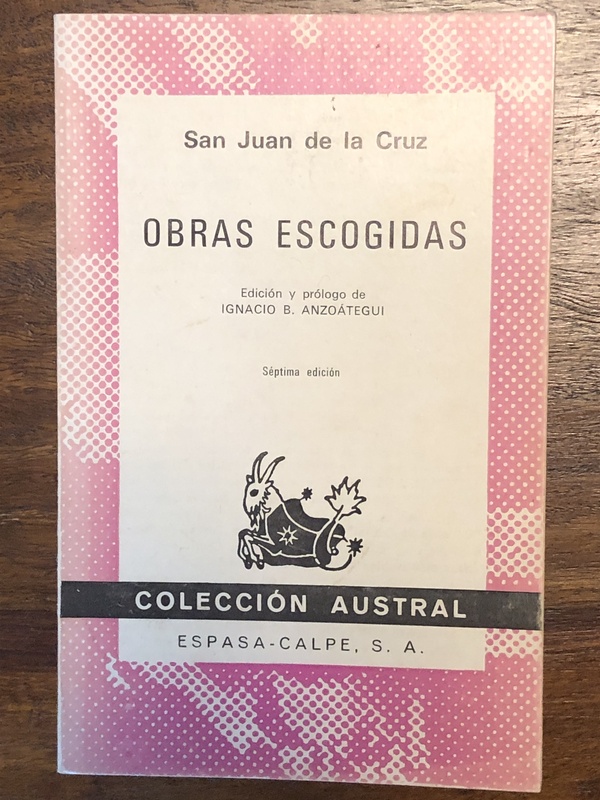 San Juan de la Cruz
OBRAS ESCOGIDAS
Edición y prólogo de
IGNACIO B. ANZOÁTEGUI
Séptima edición
COLECCIÓN AUSTRAL
ESPASA-CALPE, S. A.